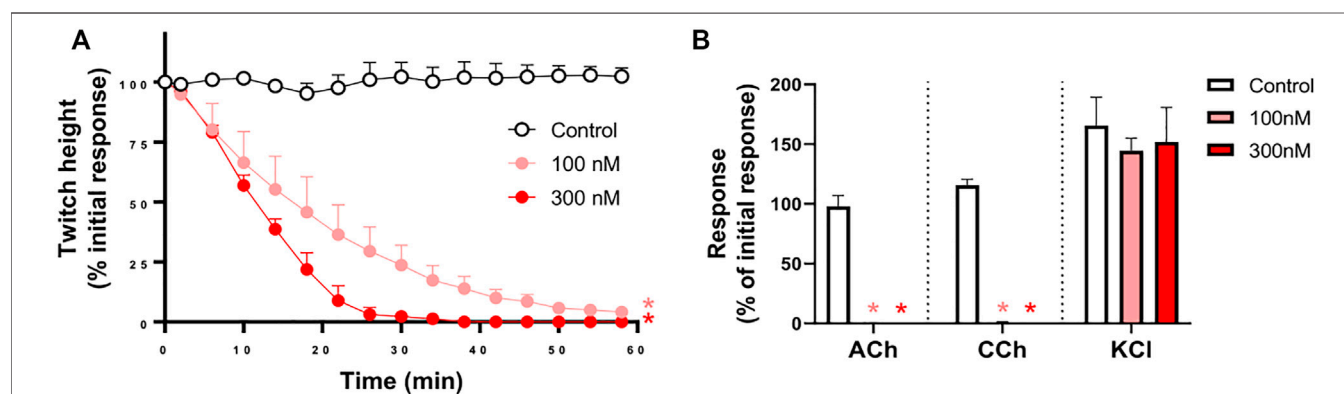 A
Twitch height
(% initial response)
100
75
50
25
0
0 10 20 30 40 50 60
Time (min)
Control
100 nM
300 nM
*
*
B
Response
(% of initial response)
200
150
100
50
0
* * * *
ACh CCh KCl
Control
100nM
300nM